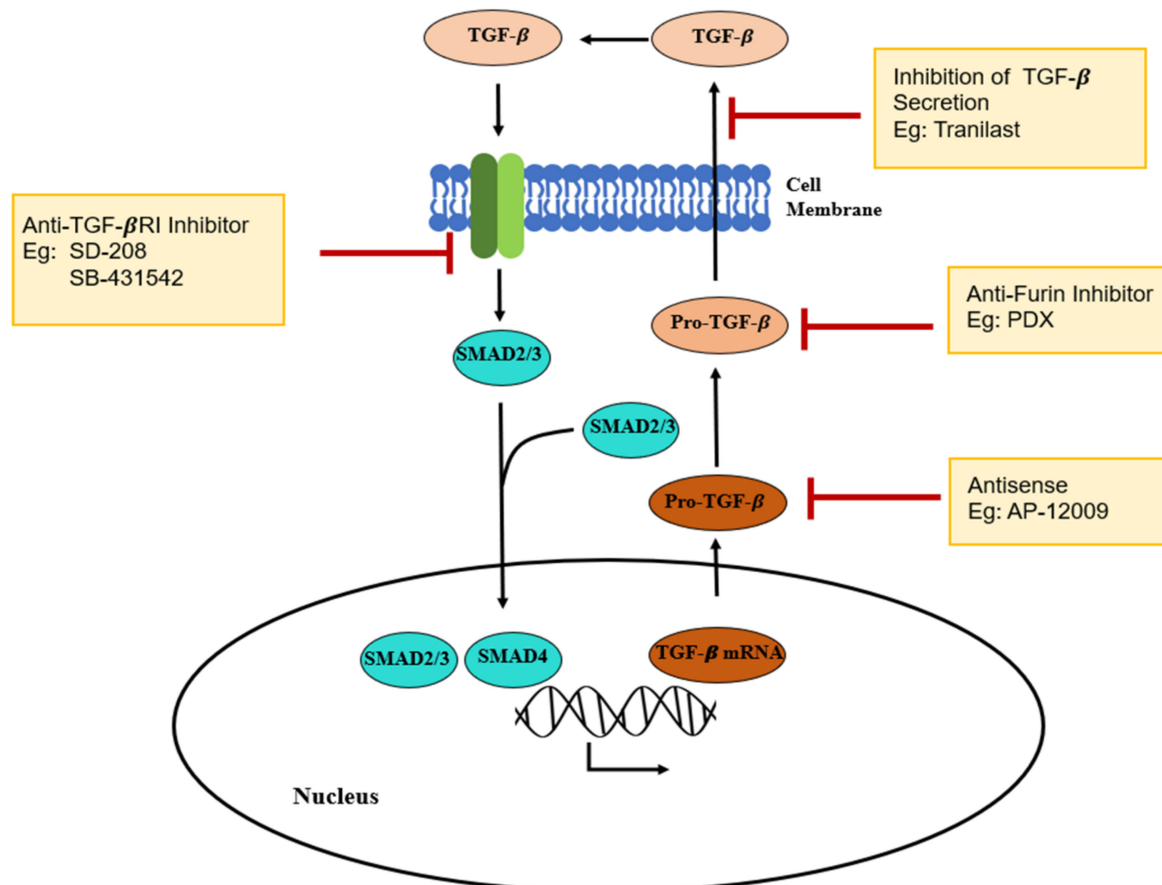 TGF-β
TGF-β
Inhibition of TGF-β
Secretion
Eg: Tranilast
Cell
Membrane
Anti-TGF-βRI Inhibitor
Eg: SD-208
SB-431542
Pro-TGF-β
Anti-Furin Inhibitor
Eg: PDX
SMAD2/3
SMAD2/3
Pro-TGF-β
Antisense
Eg: AP-12009
SMAD2/3
SMAD4
TGF-β mRNA
Nucleus